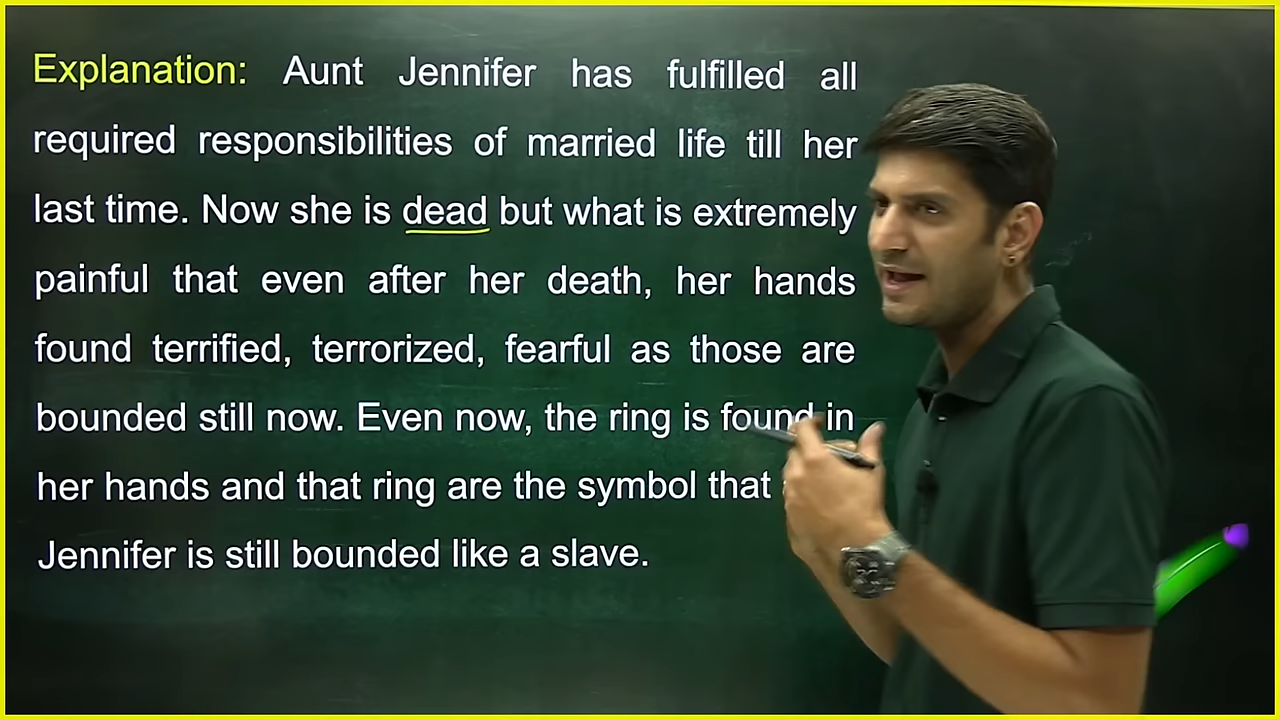 Explanation: Aunt Jennifer has fulfilled all
required responsibilities of married life till her
last time. Now she is dead but what is extremely
painful that even after her death, her hands
found terrified, terrorized, fearful as those are
bounded still now. Even now, the ring is found in
her hands and that ring are the symbol that
Jennifer is still bounded like a slave.